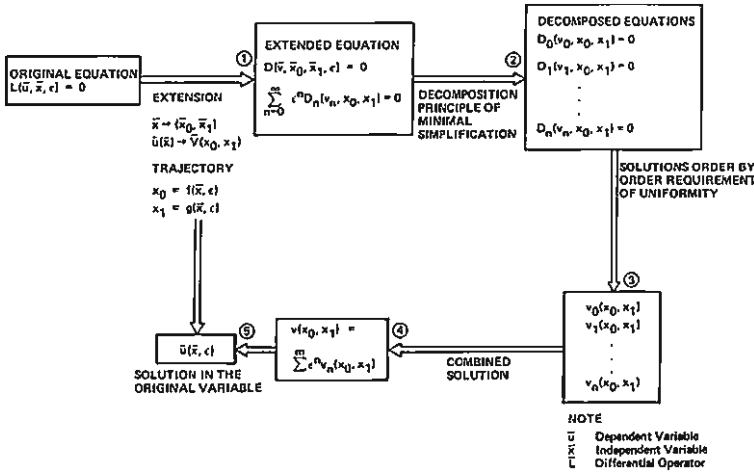 ①
ORIGINAL EQUATION
L[ū, x̄, ϵ] = 0
EXTENSION
x̄ → {x̄₀, x̄₁]
ū(x̄) → V̄(x₀, x₁)
TRAJECTORY
x₀ = f(x̄, ϵ)
x₁ = g(x̄, ϵ)
EXTENDED EQUATION
D[v̄, x̄₀, x̄₁, ϵ] = 0
∞
∑ ϵⁿDₙ[vₙ, x₀, x₁] = 0
n=0
②
DECOMPOSITION
PRINCIPLE OF
MINIMAL
SIMPLIFICATION
DECOMPOSED EQUATIONS
D₀(v₀, x₀, x₁) = 0
D₁(v₁, x₀, x₁) = 0
.
.
.
Dₙ(vₙ, x₀, x₁) = 0
SOLUTIONS ORDER BY
ORDER REQUIREMENT
OF UNIFORMITY
③
v₀(x₀, x₁]
v₁(x₀, x₁]
.
.
.
vₙ(x₀, x₁)
④
COMBINED
SOLUTION
v(x₀, x₁) =
m
∑ ϵⁿvₙ(x₀, x₁)
⑤
ū(x̄, ϵ)
SOLUTION IN THE
ORIGINAL VARIABLE
NOTE
Dependent Variable
Independent Variable
Differential Operator